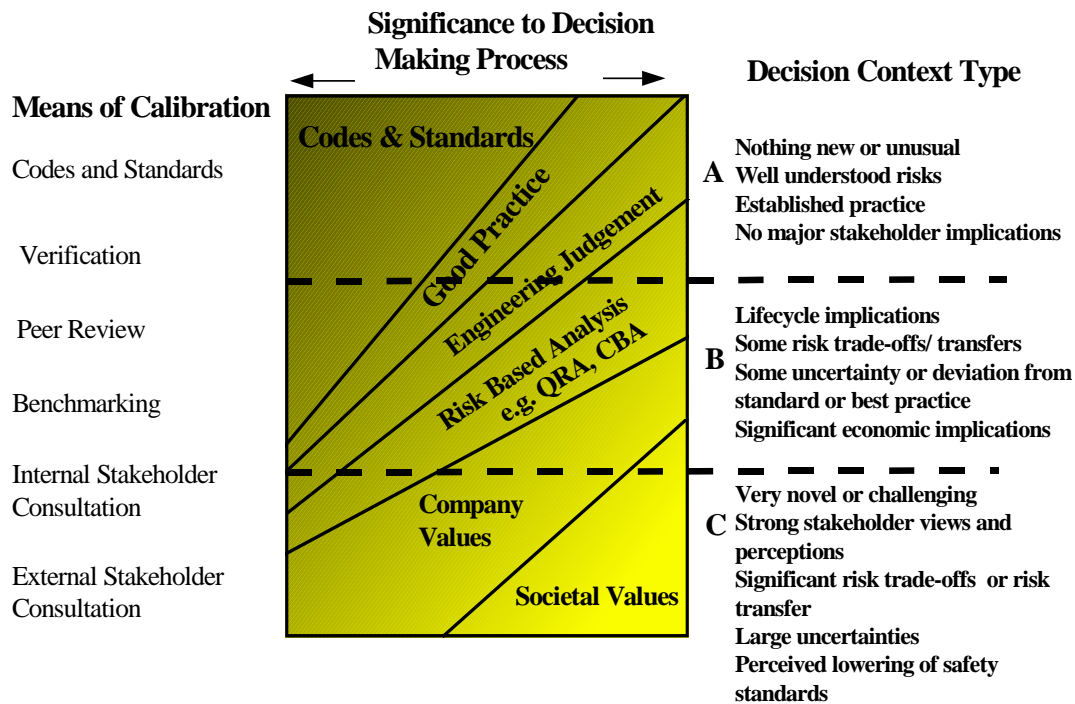 Significance to Decision
Making Process
Means of Calibration
Codes and Standards
Verification
Peer Review
Benchmarking
Internal Stakeholder
Consultation
External Stakeholder
Consultation
Codes & Standards
Good Practice
Engineering Judgement
Risk Based Analysis
e.g. QRA, CBA
Company
Values
Societal Values
Decision Context Type
A
Nothing new or unusual
Well understood risks
Established practice
No major stakeholder implications
B
Lifecycle implications
Some risk trade-offs/ transfers
Some uncertainty or deviation from
standard or best practice
Significant economic implications
C
Very novel or challenging
Strong stakeholder views and
perceptions
Significant risk trade-offs or risk
transfer
Large uncertainties
Perceived lowering of safety
standards